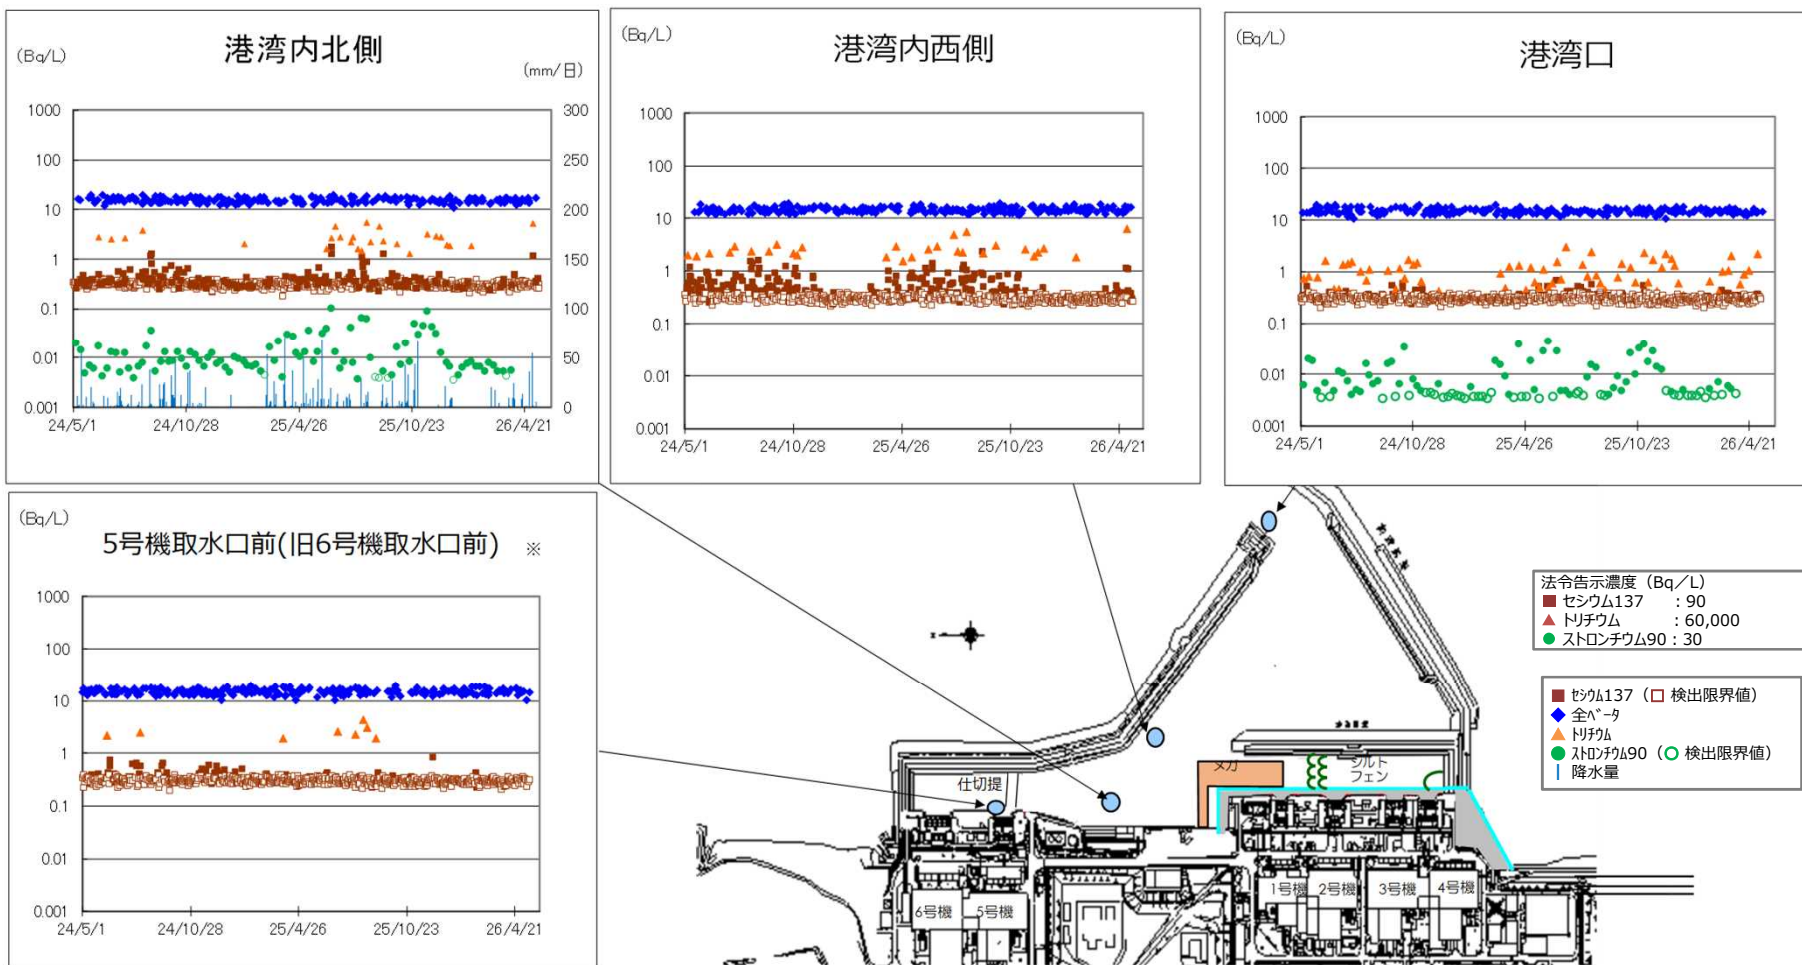 港湾内北側
(Bq/L)
(mm/日)
1000
100
10
1
0.1
0.01
0.001
300
250
200
150
100
50
0
24/5/1
24/10/28
25/4/26
25/10/23
26/4/21
港湾内西側
(Bq/L)
1000
100
10
1
0.1
0.01
0.001
24/5/1
24/10/28
25/4/26
25/10/23
26/4/21
港湾口
(Bq/L)
1000
100
10
1
0.1
0.01
0.001
24/5/1
24/10/28
25/4/26
25/10/23
26/4/21
(Bq/L)
5号機取水口前(旧6号機取水口前) ※
1000
100
10
1
0.1
0.01
0.001
24/5/1
24/10/28
25/4/26
25/10/23
26/4/21
法令告示濃度（Bq／L）
セシウム137 : 90
トリチウム : 60,000
ストロンチウム90 : 30
セシウム137（ 検出限界値）
全ベータ
トリチウム
ストロンチウム90（ 検出限界値）
降水量
仕切提
メガ
シルト
フェン
6号機
5号機
1号機
2号機
3号機
4号機